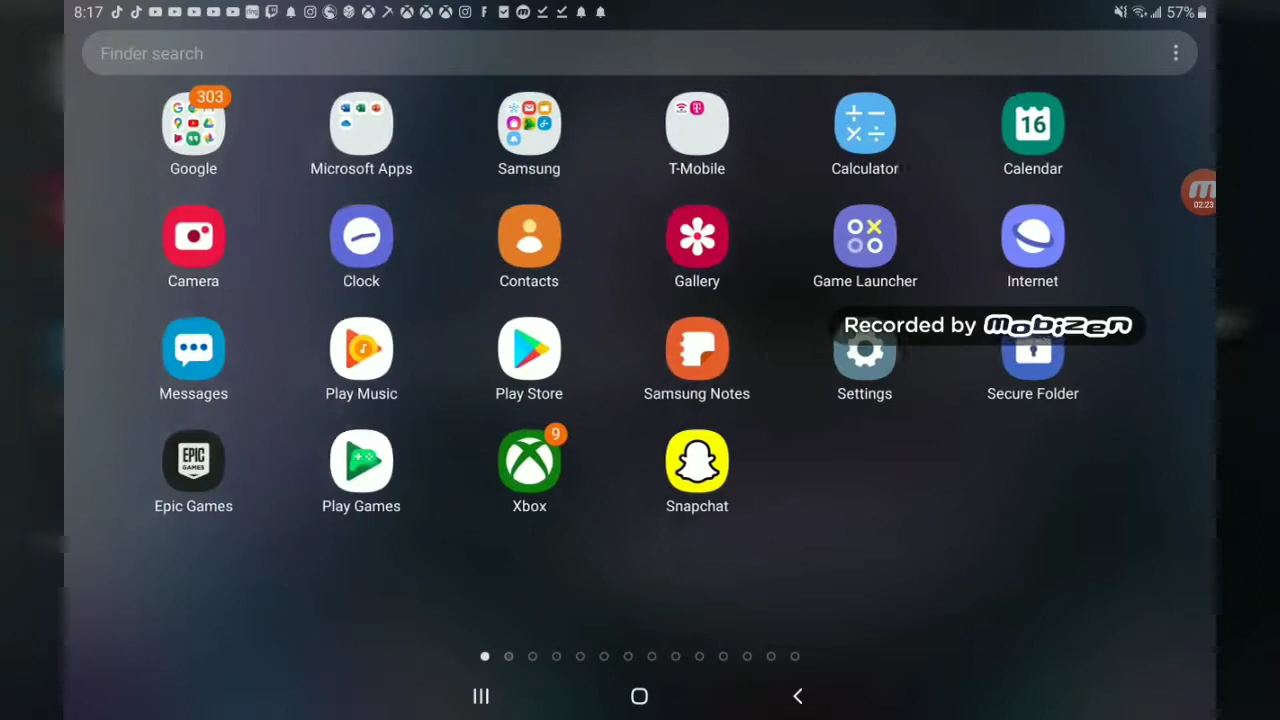 8:17 57%
Finder search
303
Google Microsoft Apps Samsung T-Mobile Calculator Calendar
16
02:23
Camera Clock Contacts Gallery Game Launcher Internet
Recorded by mobizen
Messages Play Music Play Store Samsung Notes Settings Secure Folder
EPIC GAMES
9
Epic Games Play Games Xbox Snapchat